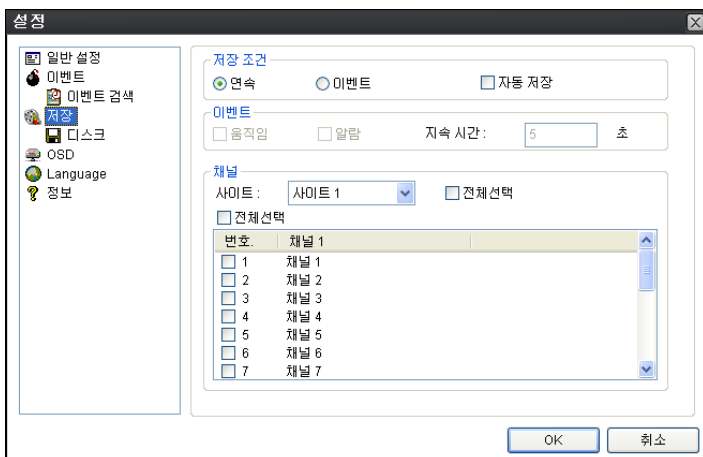 설정
일반 설정
이벤트
이벤트 검색
저장
디스크
OSD
Language
정보
저장 조건
연속 이벤트 자동 저장
이벤트
움직임 알람 지속 시간 : 5 초
채널
사이트 : 사이트 1 전체선택
전체선택
번호. 채널 1
1 채널 1
2 채널 2
3 채널 3
4 채널 4
5 채널 5
6 채널 6
7 채널 7
OK 취소